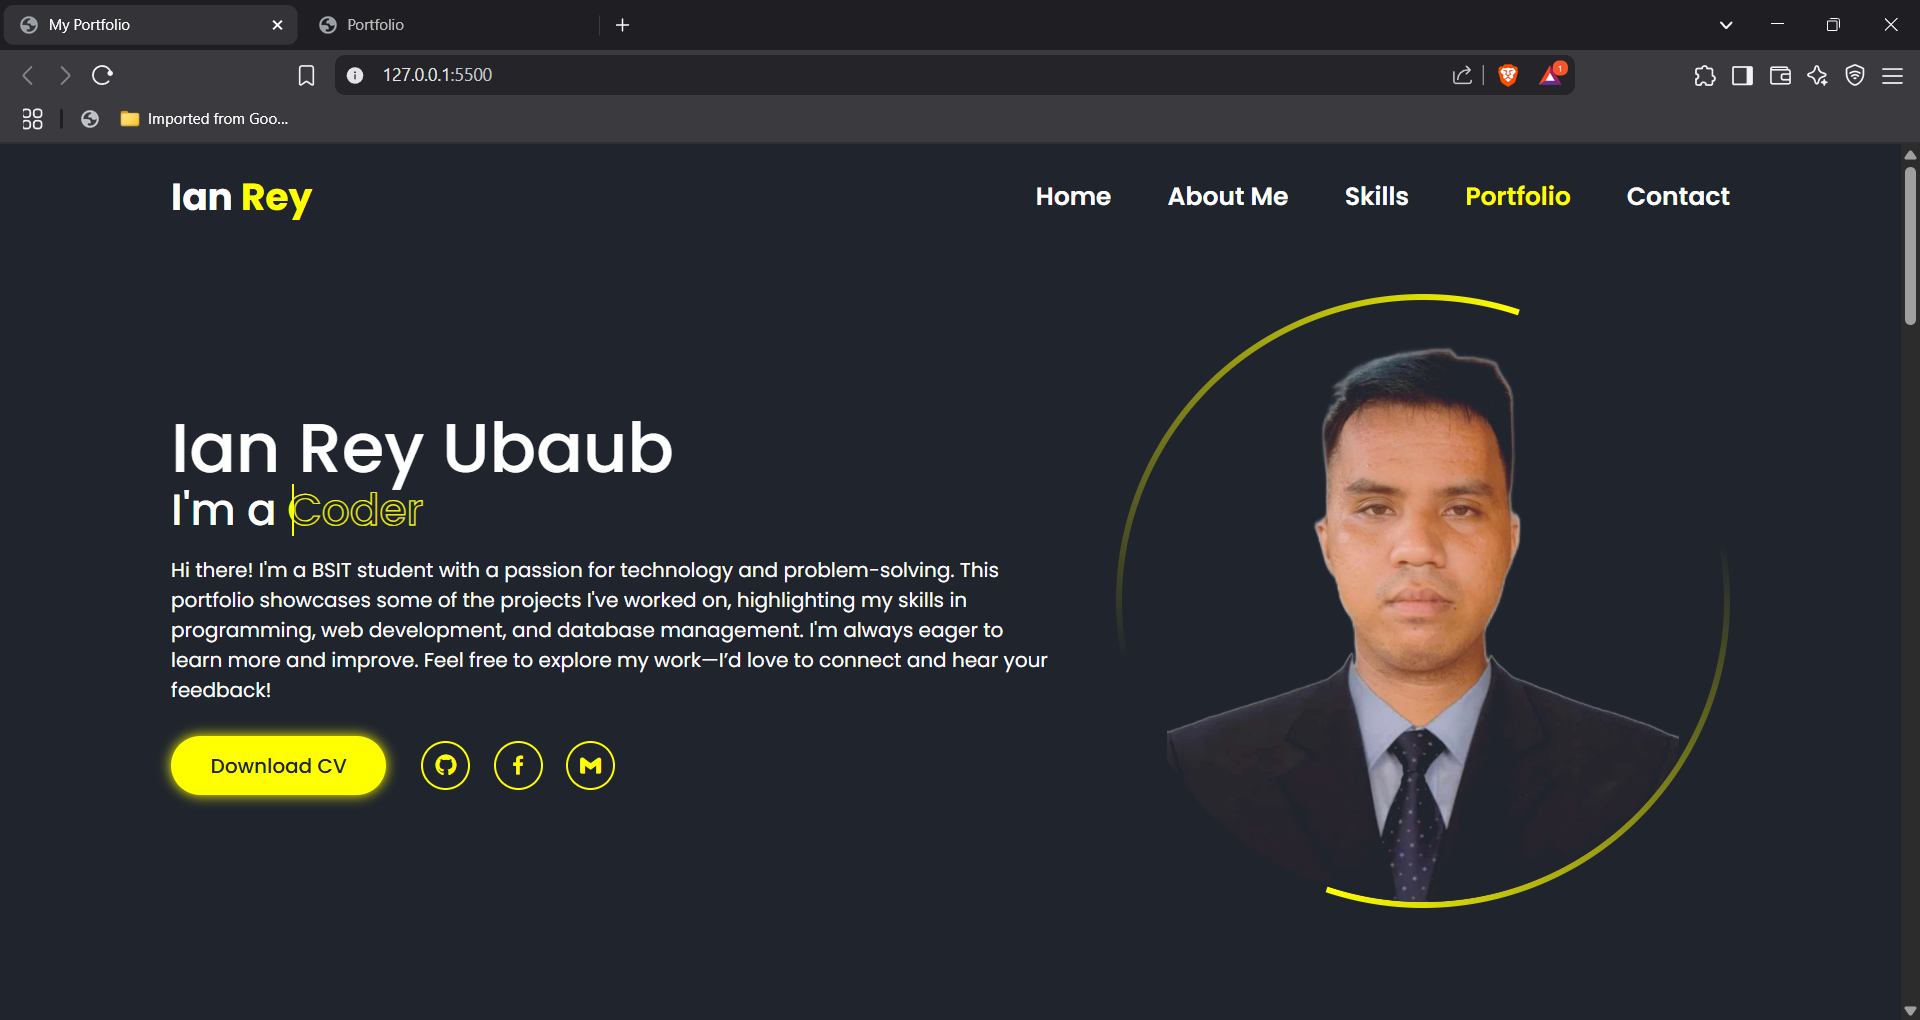 My Portfolio
Portfolio
127.0.0.1:5500
1
Imported from Goo...
Ian Rey
Home
About Me
Skills
Portfolio
Contact
Ian Rey Ubaub
I'm a Coder
Hi there! I'm a BSIT student with a passion for technology and problem-solving. This
portfolio showcases some of the projects I've worked on, highlighting my skills in
programming, web development, and database management. I'm always eager to
learn more and improve. Feel free to explore my work—I’d love to connect and hear your
feedback!
Download CV